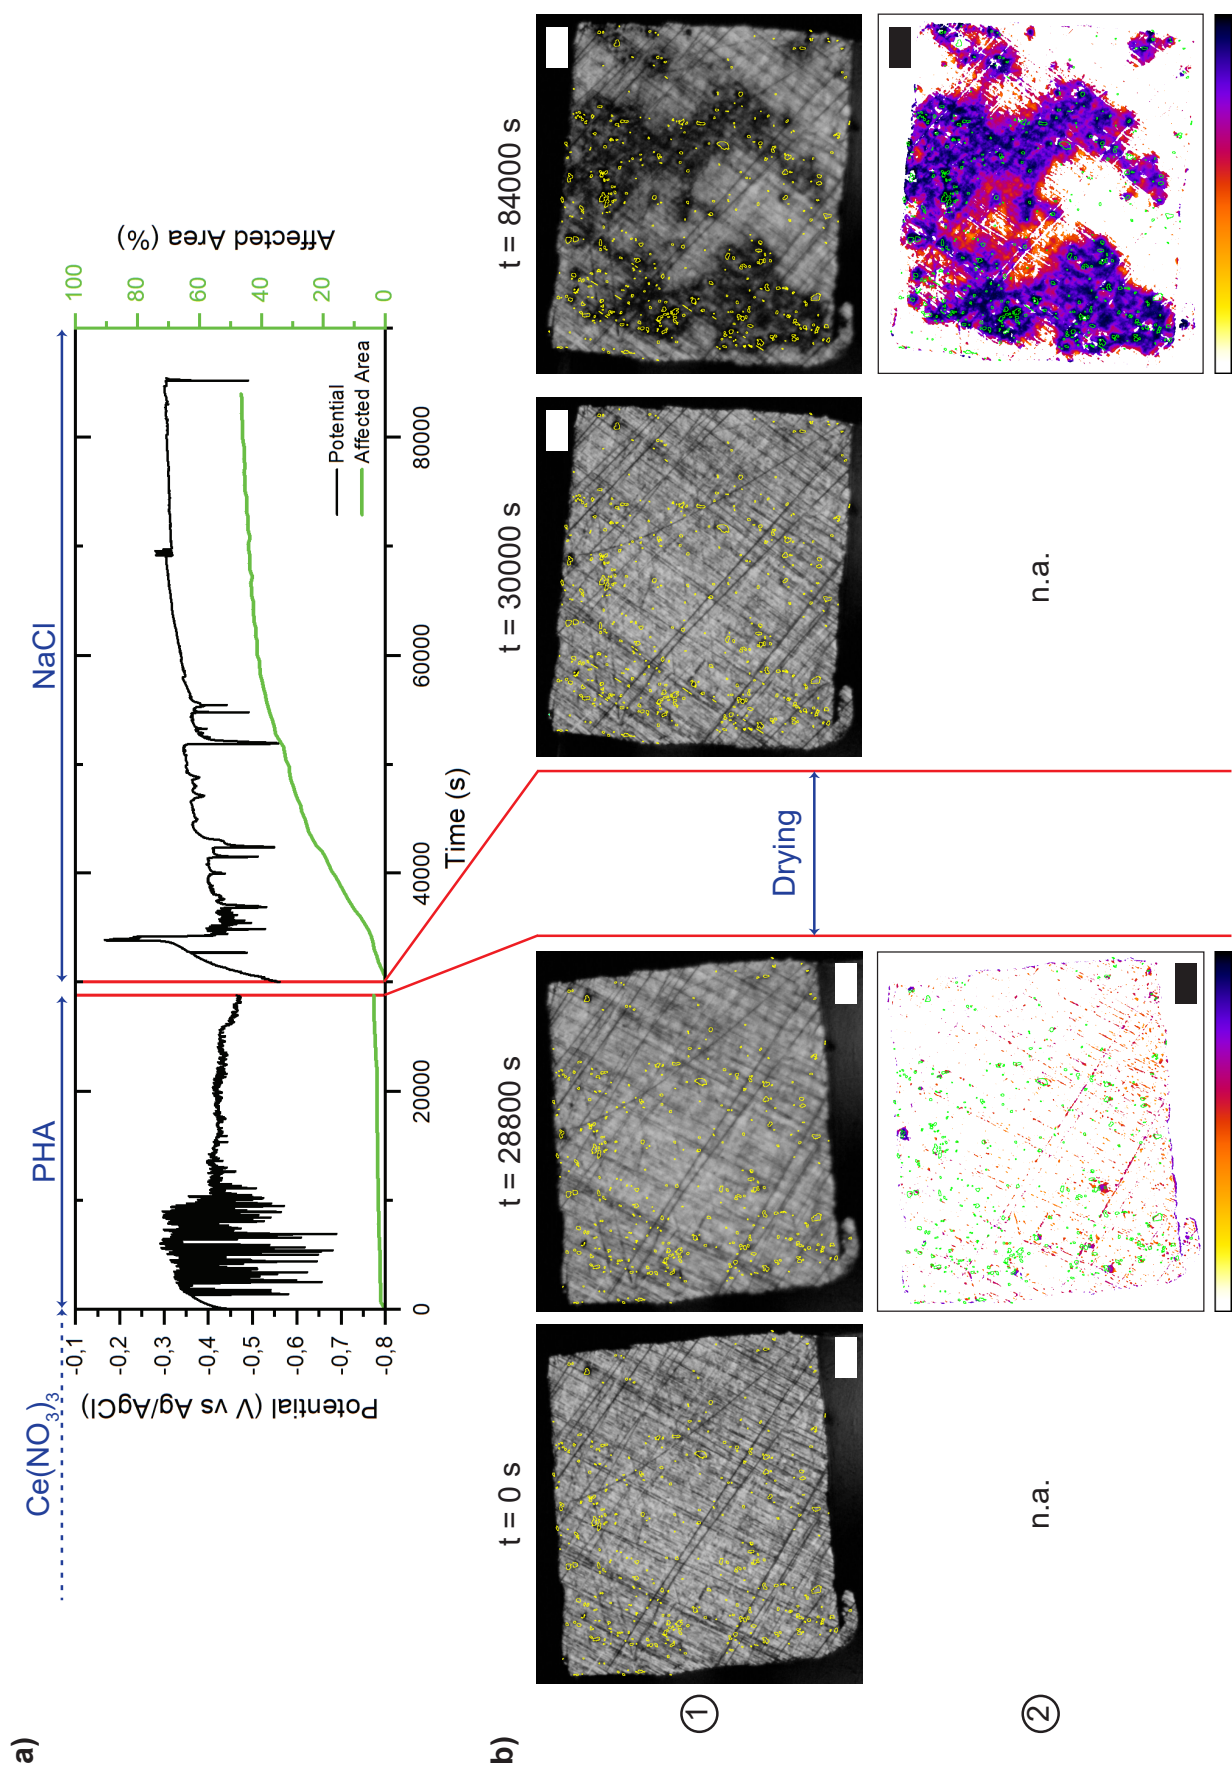 a)
Ce(NO3)3
PHA
NaCl
Potential (V vs Ag/AgCl)
-0,1
-0,2
-0,3
-0,4
-0,5
-0,6
-0,7
-0,8
Affected Area (%)
100
80
60
40
20
0
Potential
Affected Area
0
20000
40000
60000
80000
Time (s)
b)
t = 0 s
t = 28800 s
t = 30000 s
t = 84000 s
1
Drying
2
n.a.
n.a.